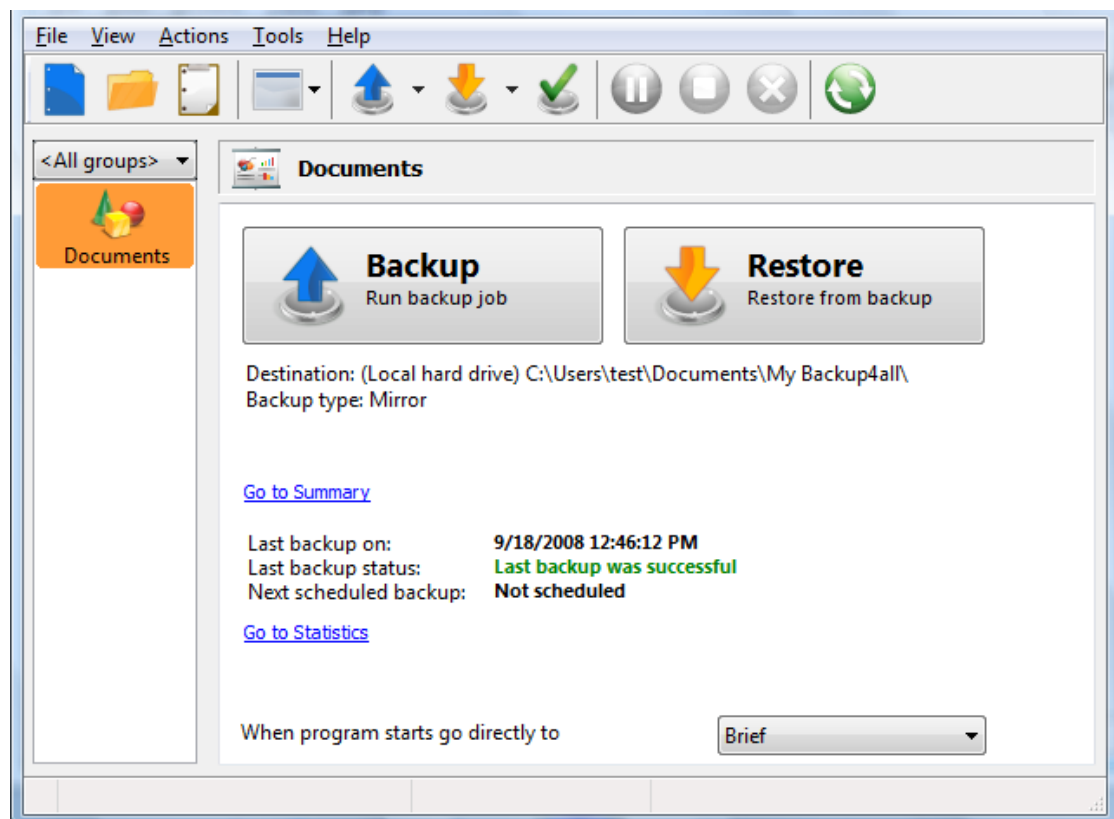 File View Actions Tools Help
<All groups>
Documents
Documents
Backup
Run backup job
Restore
Restore from backup
Destination: (Local hard drive) C:\Users\test\Documents\My Backup4all\
Backup type: Mirror
Go to Summary
Last backup on: 9/18/2008 12:46:12 PM
Last backup status: Last backup was successful
Next scheduled backup: Not scheduled
Go to Statistics
When program starts go directly to Brief